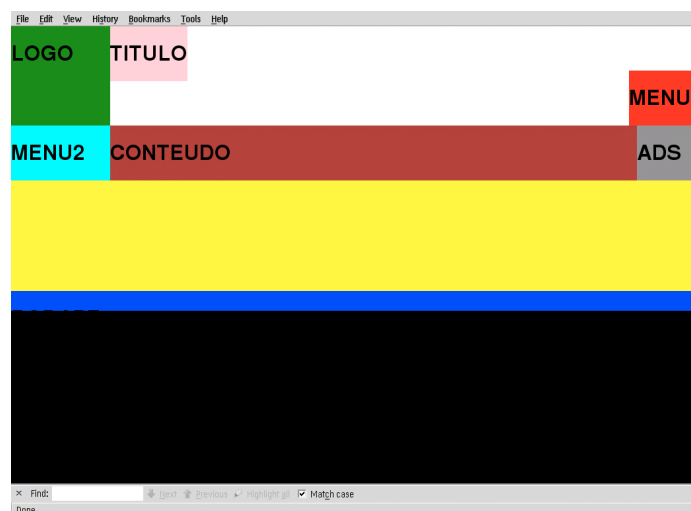 File Edit View History Bookmarks Tools Help
LOGO TITULO
MENU
MENU2 CONTEUDO ADS
× Find: Next Previous Highlight all Match case
Done